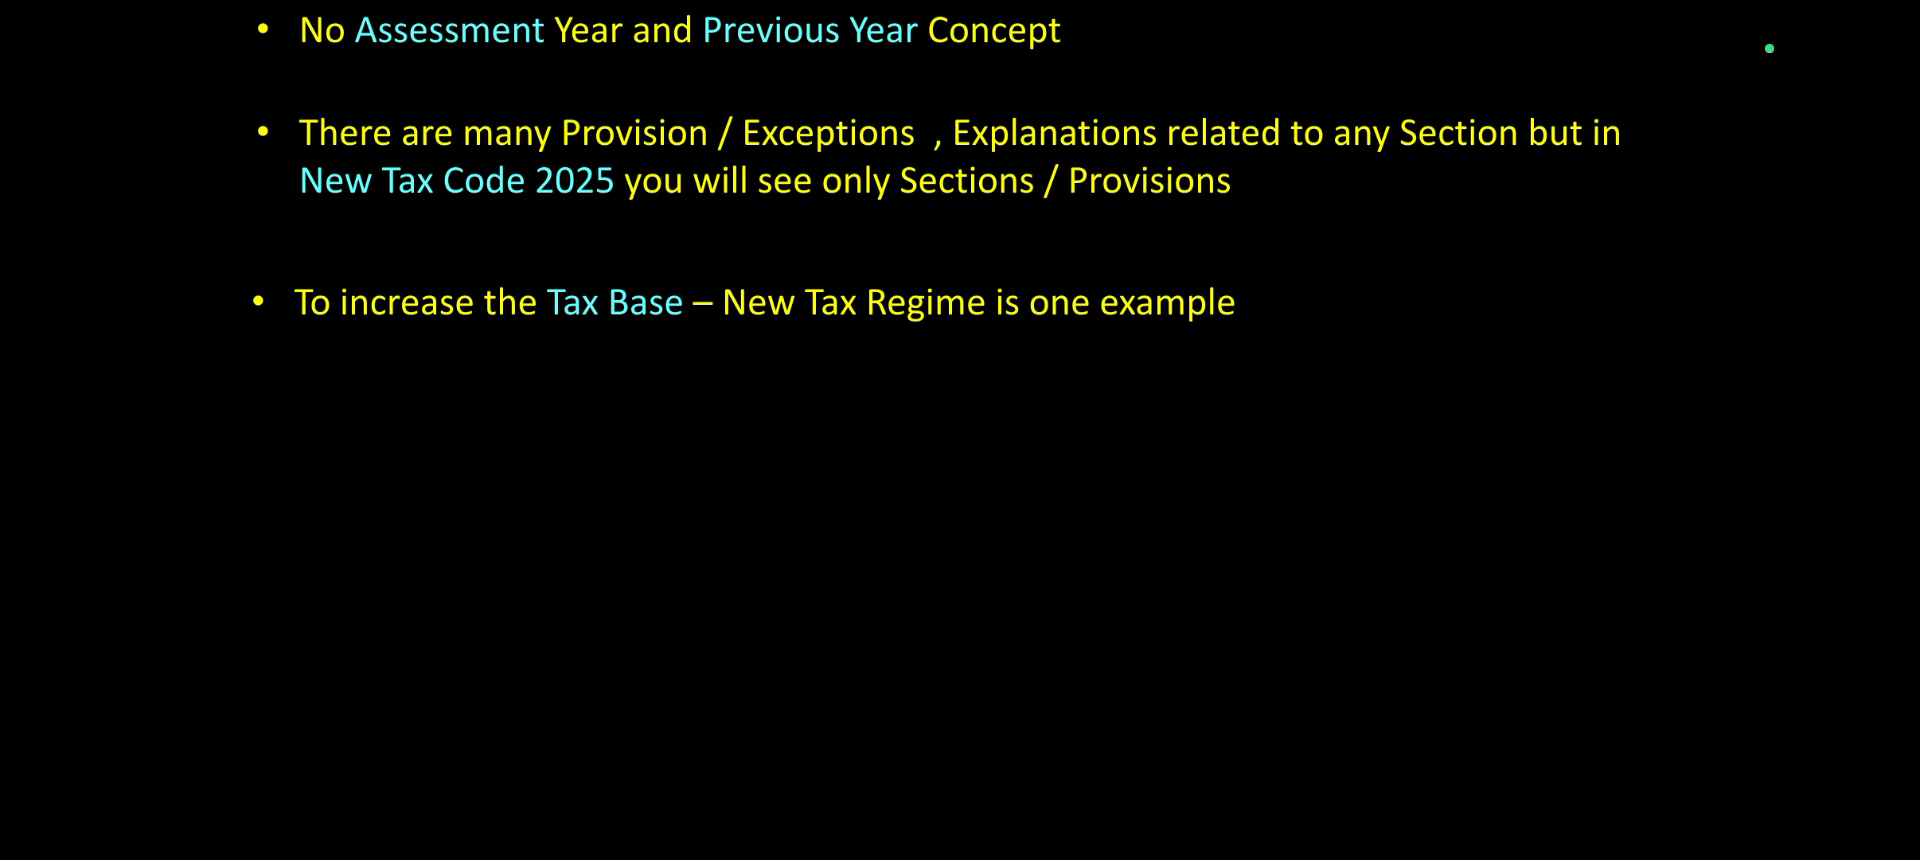 • No Assessment Year and Previous Year Concept
• There are many Provision / Exceptions , Explanations related to any Section but in
New Tax Code 2025 you will see only Sections / Provisions
• To increase the Tax Base – New Tax Regime is one example